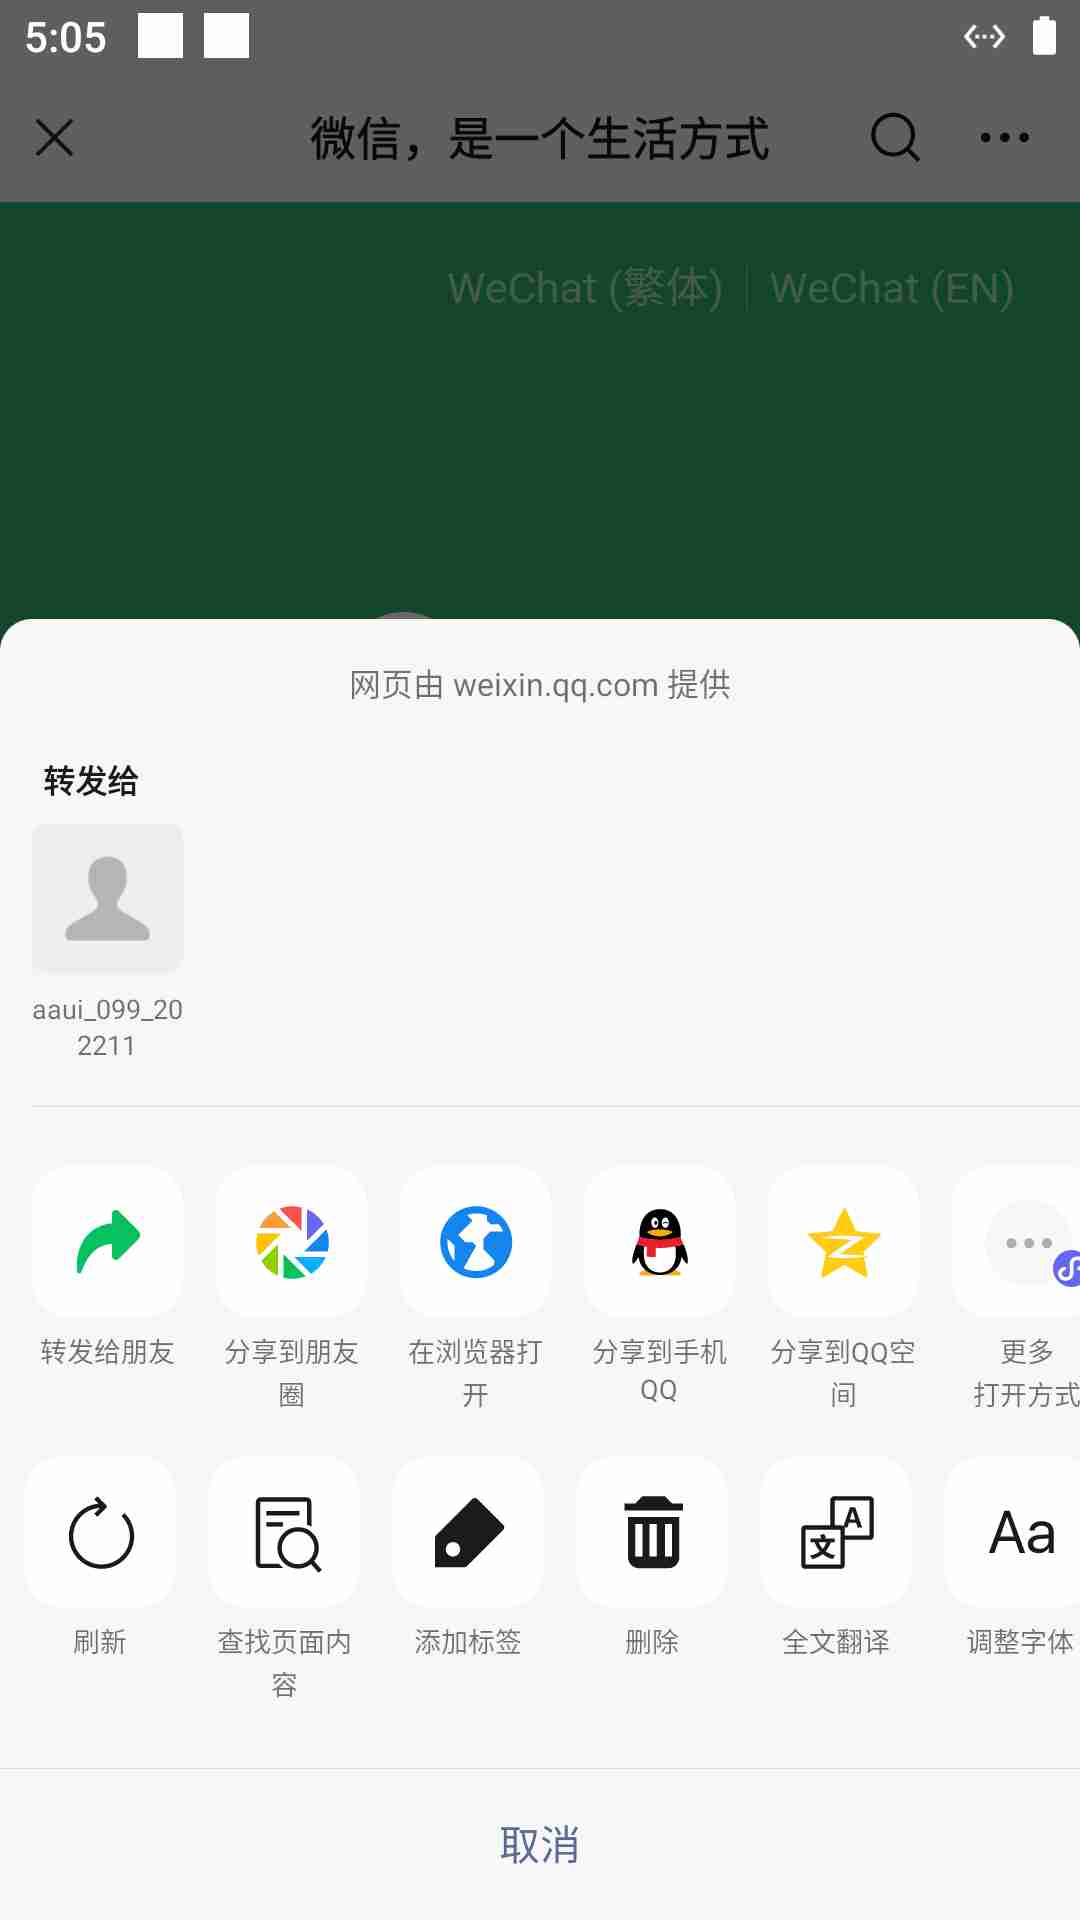 5:05
微信，是一个生活方式
WeChat (繁体) WeChat (EN)
网页由 weixin.qq.com 提供
转发给
aaui_099_20
2211
转发给朋友 分享到朋友 在浏览器打 分享到手机 分享到QQ空 更多
圈 开 QQ 间 打开方式
刷新 查找页面内 添加标签 删除 全文翻译 调整字体
容
取消